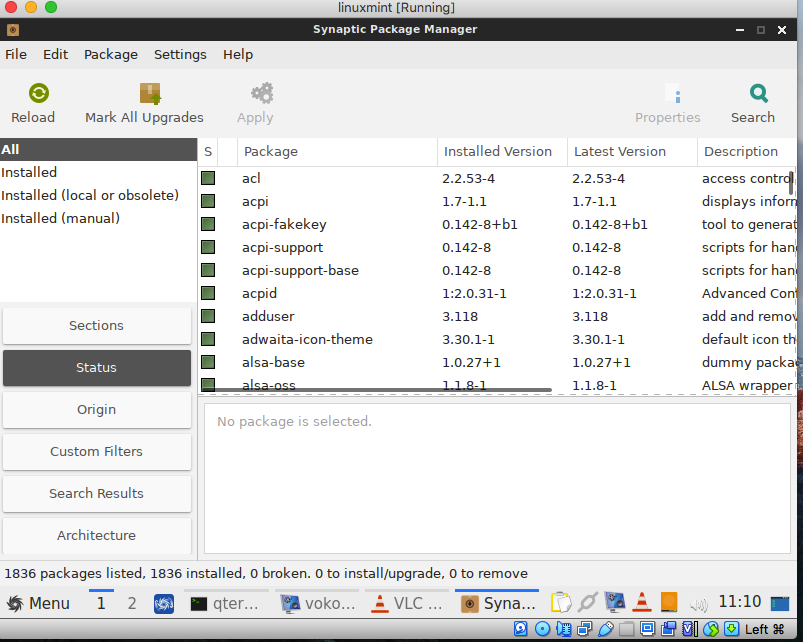 linuxmint [Running]
Synaptic Package Manager
File Edit Package Settings Help
Reload Mark All Upgrades Apply Properties Search
All
Installed
Installed (local or obsolete)
Installed (manual)
S Package Installed Version Latest Version Description
acl 2.2.53-4 2.2.53-4 access control
acpi 1.7-1.1 1.7-1.1 displays inforn
acpi-fakekey 0.142-8+b1 0.142-8+b1 tool to generat
acpi-support 0.142-8 0.142-8 scripts for han
acpi-support-base 0.142-8 0.142-8 scripts for han
acpid 1:2.0.31-1 1:2.0.31-1 Advanced Conf
adduser 3.118 3.118 add and remov
adwaita-icon-theme 3.30.1-1 3.30.1-1 default icon th
alsa-base 1.0.27+1 1.0.27+1 dummy packa
alsa-oss 1.1.8-1 1.1.8-1 ALSA wrapper
Sections
Status
Origin
Custom Filters
Search Results
Architecture
No package is selected.
1836 packages listed, 1836 installed, 0 broken. 0 to install/upgrade, 0 to remove
Menu 1 2 qter... voko... VLC ... Syna... 11:10
Left ⌘